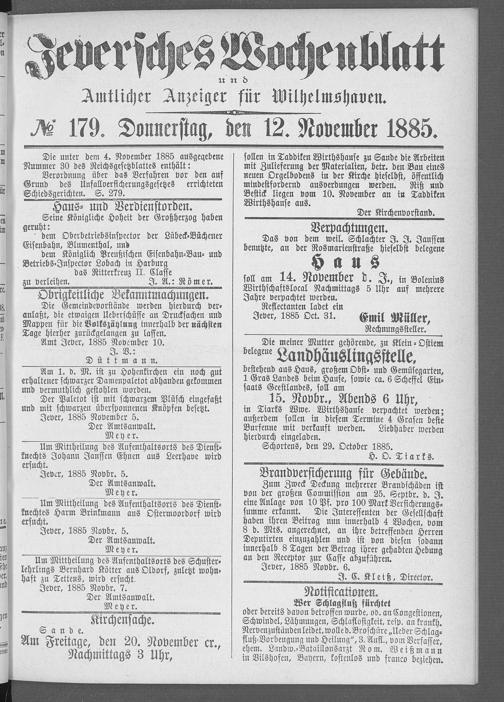 Jeversches Wochenblatt
und
Amtlicher Anzeiger für Wilhelmshaven.
№ 179. Donnerstag, den 12. November 1885.
Die unter dem 4. November 1885 ausgegebene
Nummer 30 des Reichsgesetzblattes enthält:
Verordnung über das Verfahren vor den auf
Grund des Unfallversicherungsgesetzes errichteten
Schiedsgerichten. S. 279.
Haus- und Verdienstorden.
Seine Königliche Hoheit der Großherzog haben
geruht:
dem Oberbetriebsinspector der Lübeck-Büchener
Eisenbahn, Blumenthal, und
dem Königlich Preußischen Eisenbahn-Bau- und
Betriebs-Inspector Lobach in Harburg
das Ritterkreuz II. Classe
zu verleihen. J. A.: Römer.
Obrigkeitliche Bekanntmachungen.
Die Gemeindevorstände werden hierdurch ver-
anlaßt, die etwaigen Ueberschüsse an Drucksachen und
Mappen für die Volkszählung innerhalb der nächsten
Tage hierher zurückgelangen zu lassen.
Amt Jever, 1885 November 10.
J. V.:
Düttmann.
Am 1. d. M. ist zu Hohenkirchen ein noch gut
erhaltener schwarzer Damenpaletot abhanden gekommen
und vermuthlich gestohlen worden.
Der Paletot ist mit schwarzem Plüsch eingefaßt
und mit schwarzen übersponnenen Knöpfen besetzt.
Jever, 1885 November 5.
Der Amtsanwalt.
Meyer.
Um Mittheilung des Aufenthaltsorts des Dienst-
knechts Johann Janssen Ehnen aus Leerhave wird
ersucht.
Jever, 1885 Novbr. 5.
Der Amtsanwalt.
Meyer.
Um Mittheilung des Aufenthaltsorts des Dienst-
knechtes Harm Brinkmann aus Ostermoordorf wird
ersucht.
Jever, 1885 Novbr. 5.
Der Amtsanwalt.
Meyer.
Um Mittheilung des Aufenthaltsorts des Schuster-
lehrlings Bernhard Kötter aus Oldorf, zuletzt wohn-
haft zu Tettens, wird ersucht.
Jever, 1885 Novbr. 7.
Der Amtsanwalt.
Meyer.
Kirchensache.
Sande.
Am Freitage, den 20. November cr.,
Nachmittags 3 Uhr,
sollen in Taddiken Wirthshause zu Sande die Arbeiten
mit Zulieferung der Materialien, betr. den Bau eines
neuen Orgelbodens in der Kirche hieselbst, öffentlich
mindestfordernd ausverdungen werden. Riß und
Bestick liegen vom 10. November an in Taddiken
Wirthshause aus.
Der Kirchenvorstand.
Verpachtungen.
Das von dem weil. Schlachter J. J. Janssen
benutzte, an der Rosmarienstraße hieselbst belegene
Haus
soll am 14. November d. J., in Bolenius
Wirthschaftslocal Nachmittags 5 Uhr auf mehrere
Jahre verpachtet werden.
Reflectanten ladet ein
Jever, 1885 Oct. 31.
Emil Müller,
Rechnungssteller.
Die meiner Mutter gehörende, zu Klein-Ostiem
belegene Landhäuslingsstelle,
bestehend aus Haus, großem Obst- und Gemüsegarten,
1 Gras Landes beim Hause, sowie ca. 6 Scheffel Ein-
saats Geestlandes, soll am
15. Novbr., Abends 6 Uhr,
in Tiarks Wwe. Wirthshause verpachtet werden;
außerdem sollen in diesem Termine 4 Grasen beste
Burfenne mit verkauft werden. Liebhaber werden
hierdurch eingeladen.
Schortens, den 29. October 1885.
H. O. Tiarks.
Brandversicherung für Gebäude.
Zum Zweck Deckung mehrerer Brandschäden ist
von der großen Commission am 25. Septbr. d. J.
eine Anlage von 10 Pf. pro 100 Mark Versicherungs-
summe erkannt. Die Interessenten der Gesellschaft
haben ihren Beitrag nun innerhalb 4 Wochen, vom
8 d. Mts. angerechnet, an ihre betreffenden Herren
Deputirten einzuzahlen und ist von diesen sodann
innerhalb 8 Tagen der Betrag ihrer gehabten Hebung
an den Receptor zur Casse abzuführen.
Jever, 1885 Novbr. 6.
J. C. Kleiß, Director.
Notificationen.
Wer Schlagfluß fürchtet
oder bereits davon betroffen wurde, od. an Congestionen,
Schwindel, Lähmungen, Schlaflosigkeit, resp. an krankh.
Nervenzuständen leidet, wolle d. Broschüre „Ueber Schlag-
fluß-Vorbeugung und Heilung“, 3. Aufl., vom Verfasser,
ehem. Landw.-Bataillonsarzt Rom. Weißmann
in Vilshofen, Bayern, kostenlos und franco beziehen.